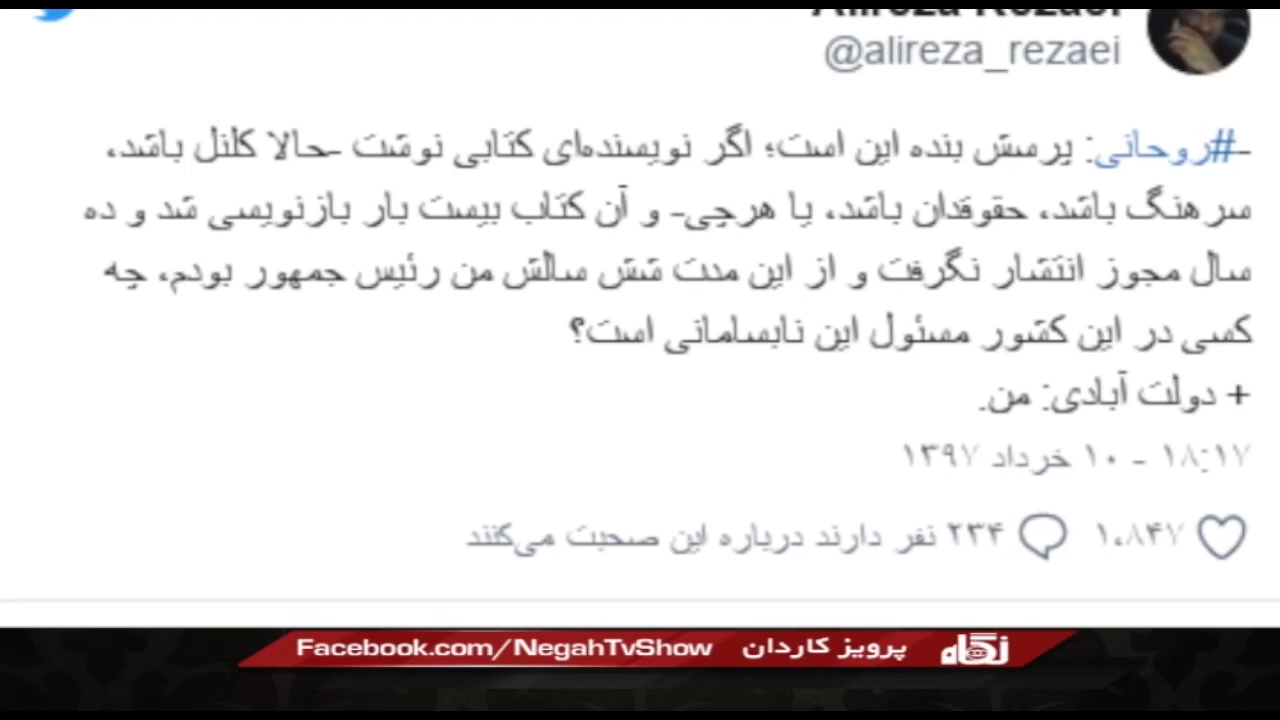 Alireza Rezaei
@alireza_rezaei
-#روحانی: پرسش بنده این است؛ اگر نویسنده‌ای کتابی نوشت -حالا کلنل باشد،
سرهنگ باشد، حقوقدان باشد، یا هرچی- و آن کتاب بیست بار بازنویسی شد و ده
سال مجوز انتشار نگرفت و از این مدت شش سالش من رئیس جمهور بودم، چه
کسی در این کشور مسئول این نابسامانی است؟
+ دولت آبادی: من.
۱۸:۱۷ - ۱۰ خرداد ۱۳۹۷
۱،۸۴۷ ۲۳۴ نفر دارند درباره این صحبت می‌کنند
نگاه پرویز کاردان Facebook.com/NegahTvShow